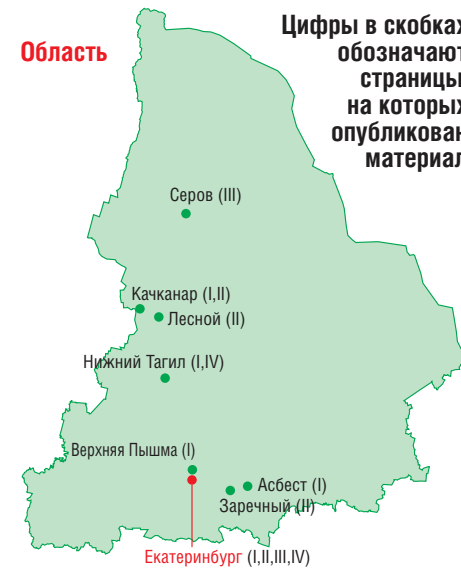 Область
Цифры в скобках
обозначают
страницы
на которых
опубликован
материал
Серов (III)
Качканар (I,II)
Лесной (II)
Нижний Тагил (I,IV)
Верхняя Пышма (I)
Асбест (I)
Заречный (II)
Екатеринбург (I,II,III,IV)